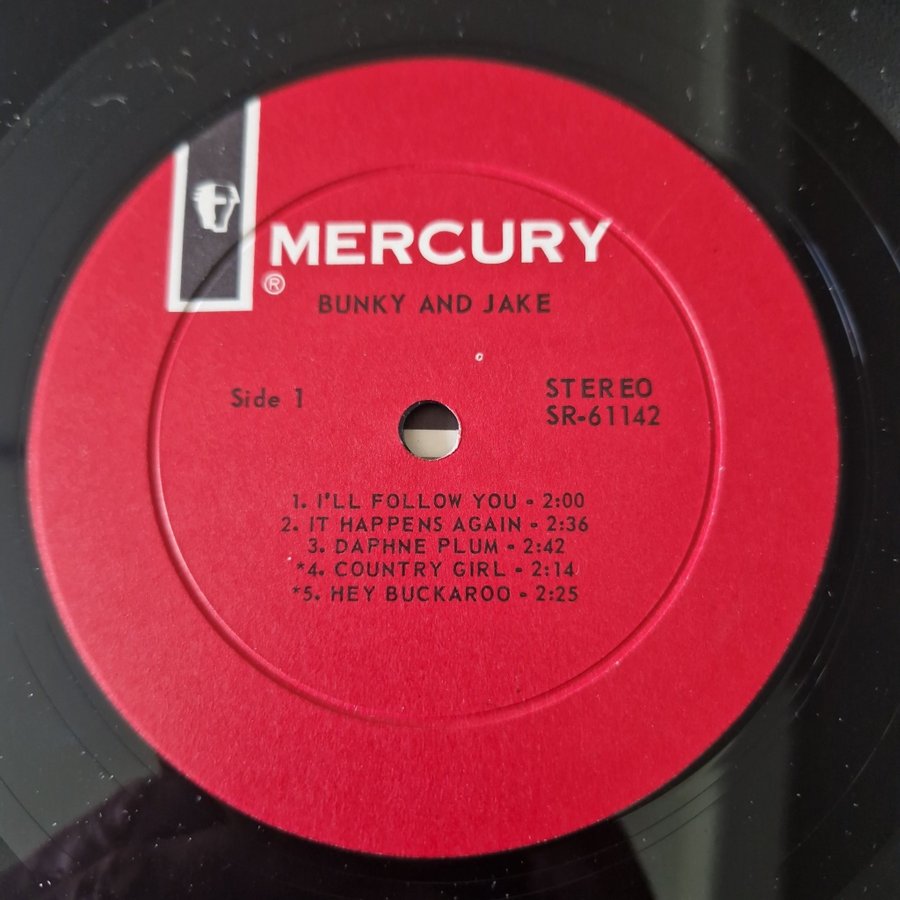 MERCURY
®
BUNKY AND JAKE
Side 1
STEREO
SR-61142
1. I'LL FOLLOW YOU - 2:00
2. IT HAPPENS AGAIN - 2:36
3. DAPHNE PLUM - 2:42
*4. COUNTRY GIRL - 2:14
*5. HEY BUCKAROO - 2:25